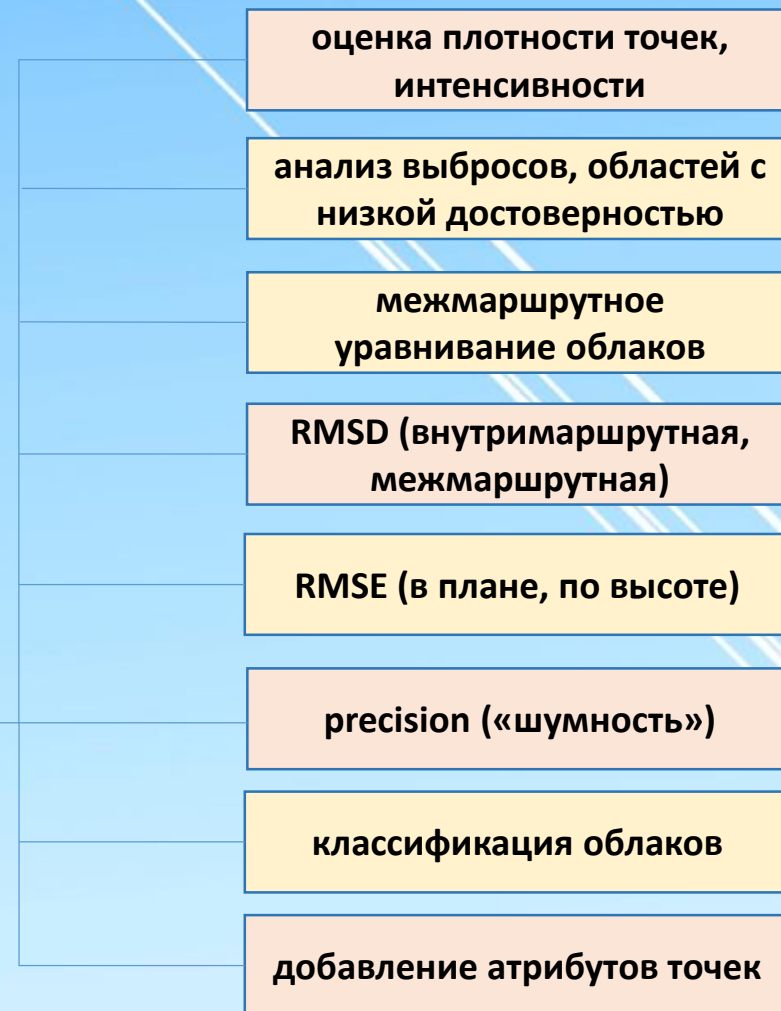 оценка плотности точек,
интенсивности
анализ выбросов, областей с
низкой достоверностью
межмаршрутное
уравнивание облаков
RMSD (внутримаршрутная,
межмаршрутная)
RMSE (в плане, по высоте)
precision («шумность»)
классификация облаков
добавление атрибутов точек